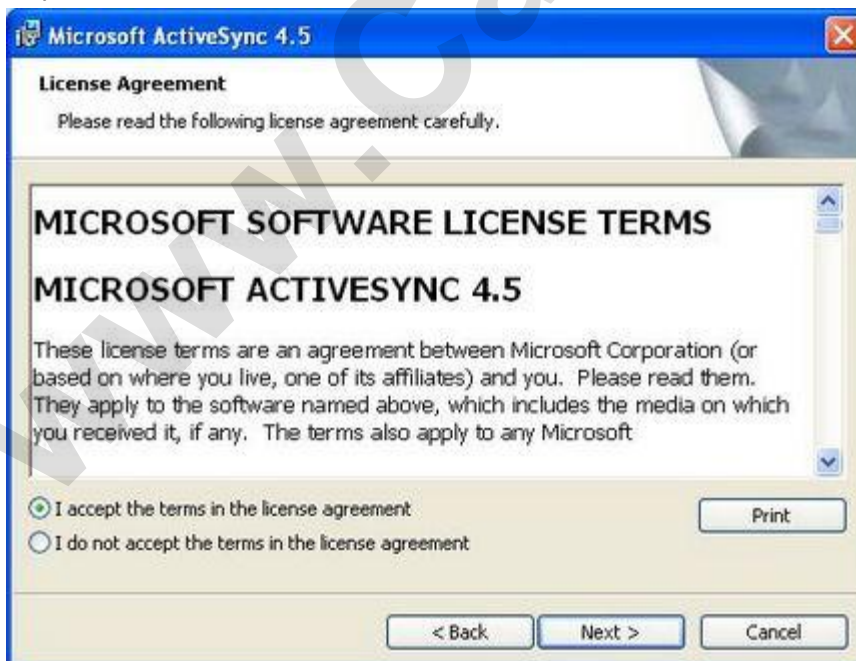 Microsoft ActiveSync 4.5
License Agreement
Please read the following license agreement carefully.
MICROSOFT SOFTWARE LICENSE TERMS
MICROSOFT ACTIVESYNC 4.5
These license terms are an agreement between Microsoft Corporation (or
based on where you live, one of its affiliates) and you. Please read them.
They apply to the software named above, which includes the media on which
you received it, if any. The terms also apply to any Microsoft
I accept the terms in the license agreement
Print
I do not accept the terms in the license agreement
< Back
Next >
Cancel